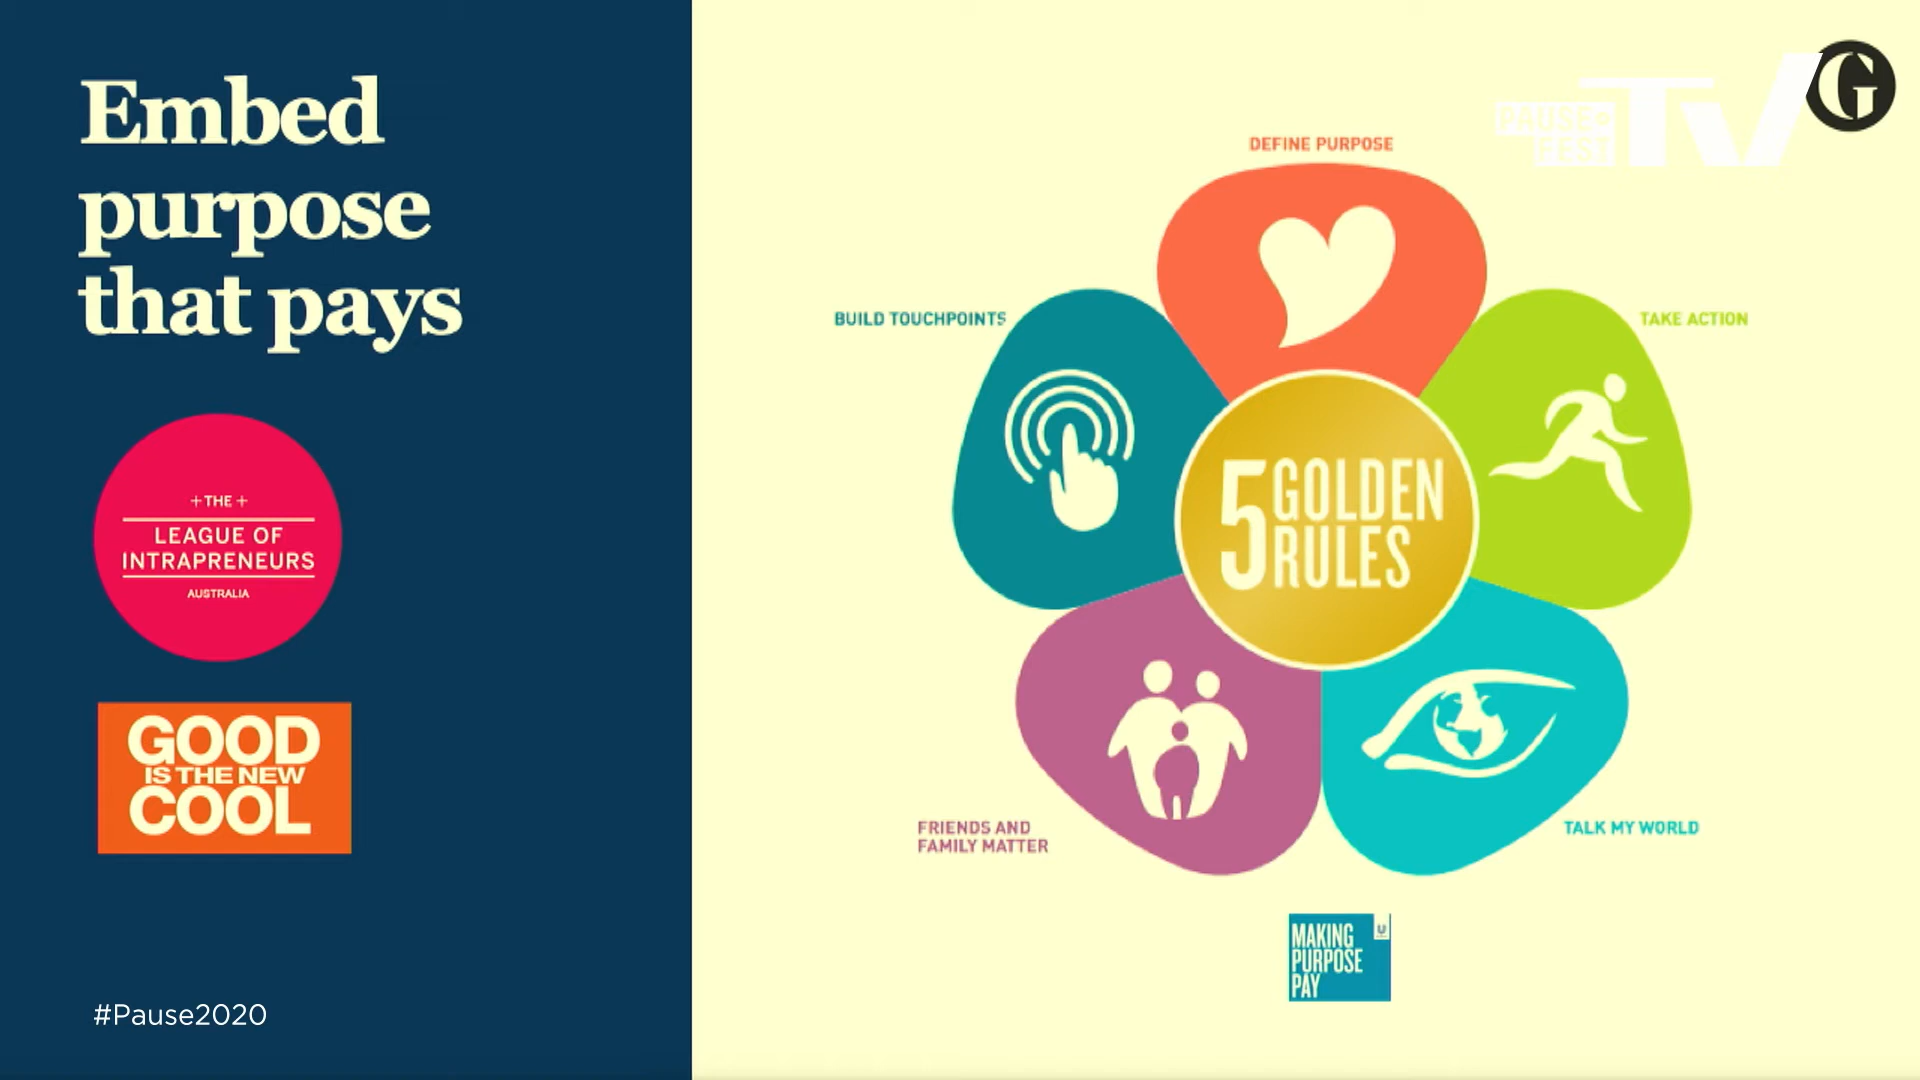 Embed
purpose
that pays
+ THE +
LEAGUE OF
INTRAPRENEURS
AUSTRALIA
GOOD
IS THE NEW
COOL
#Pause2020
PAUSE
FEST
TV
G
DEFINE PURPOSE
BUILD TOUCHPOINTS
TAKE ACTION
5 GOLDEN
RULES
FRIENDS AND
FAMILY MATTER
TALK MY WORLD
MAKING
PURPOSE
PAY
U